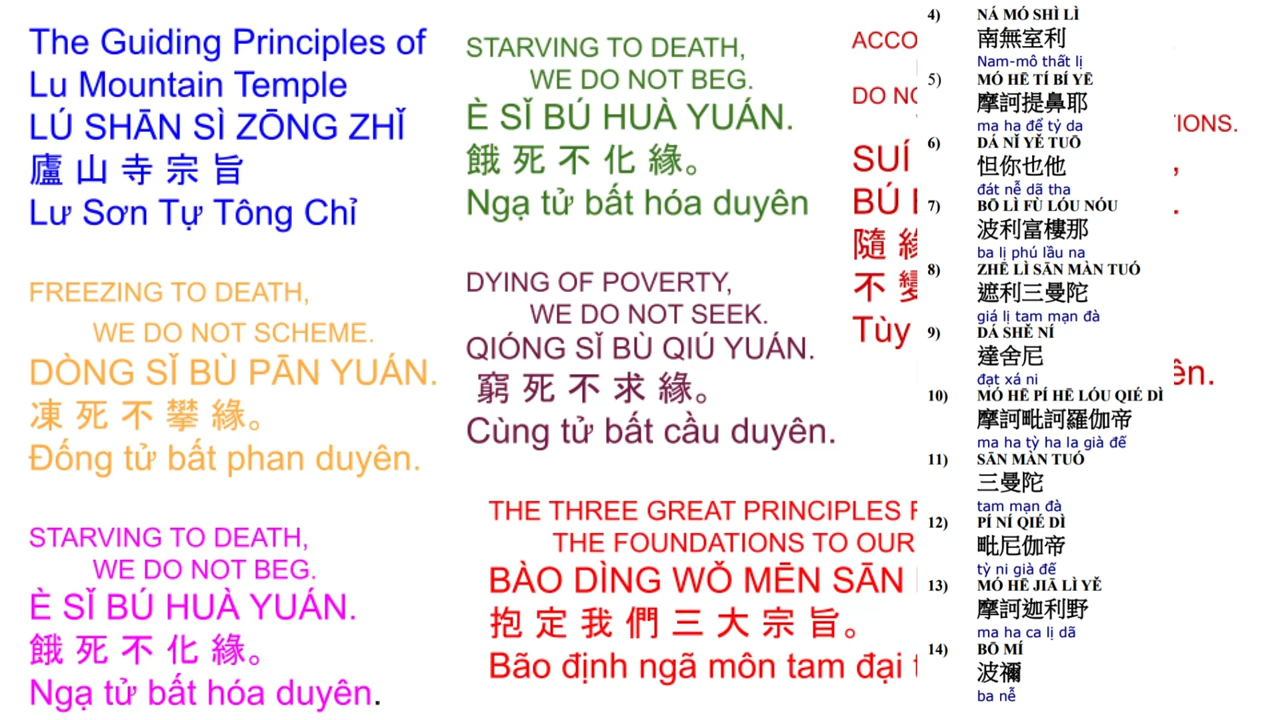 The Guiding Principles of
Lu Mountain Temple
LÚ SHĀN SÌ ZŌNG ZHǏ
廬 山 寺 宗 旨
Lư Sơn Tự Tông Chỉ
FREEZING TO DEATH,
WE DO NOT SCHEME.
DÒNG SǏ BÙ PĀN YUÁN.
凍 死 不 攀 緣。
Đống tử bất phan duyên.
STARVING TO DEATH,
WE DO NOT BEG.
È SǏ BÚ HUÀ YUÁN.
餓 死 不 化 緣。
Ngạ tử bất hóa duyên.
STARVING TO DEATH,
WE DO NOT BEG.
È SǏ BÚ HUÀ YUÁN.
餓 死 不 化 緣。
Ngạ tử bất hóa duyên
DYING OF POVERTY,
WE DO NOT SEEK.
QIÓNG SǏ BÙ QIÚ YUÁN.
窮 死 不 求 緣。
Cùng tử bất cầu duyên.
THE THREE GREAT PRINCIPLES
THE FOUNDATIONS TO OUR
BÀO DÌNG WǑ MĒN SĀN
抱 定 我 們 三 大 宗 旨。
Bão định ngã môn tam đại
ACCO
DO NO
TIONS.
SUÍ
,
BÚ
.
隨 緣
不 變
Tùy
ên.
4) NÁ MÓ SHÌ LÌ
南無室利
Nam-mô thất lị
5) MÓ HĒ TÍ BÍ YĒ
摩訶提鼻耶
ma ha để tỷ da
6) DÁ NǏ YĚ TUŌ
怛你也他
đát nễ dã tha
7) BŌ LÌ FÙ LÓU NÓU
波利富樓那
ba lị phú lầu na
8) ZHĒ LÌ SĀN MÀN TUÓ
遮利三曼陀
giá lị tam mạn đà
9) DÁ SHĚ NÍ
達舍尼
đạt xá ni
10) MÓ HĒ PÍ HĒ LÓU QIÉ DÌ
摩訶毗訶羅伽帝
ma ha tỳ ha la già đế
11) SĀN MÀN TUÓ
三曼陀
tam mạn đà
12) PÍ NÍ QIÉ DÌ
毗尼伽帝
tỳ ni già đế
13) MÓ HĒ JIĀ LÌ YĚ
摩訶迦利野
ma ha ca lị dã
14) BŌ MÍ
波禰
ba nễ